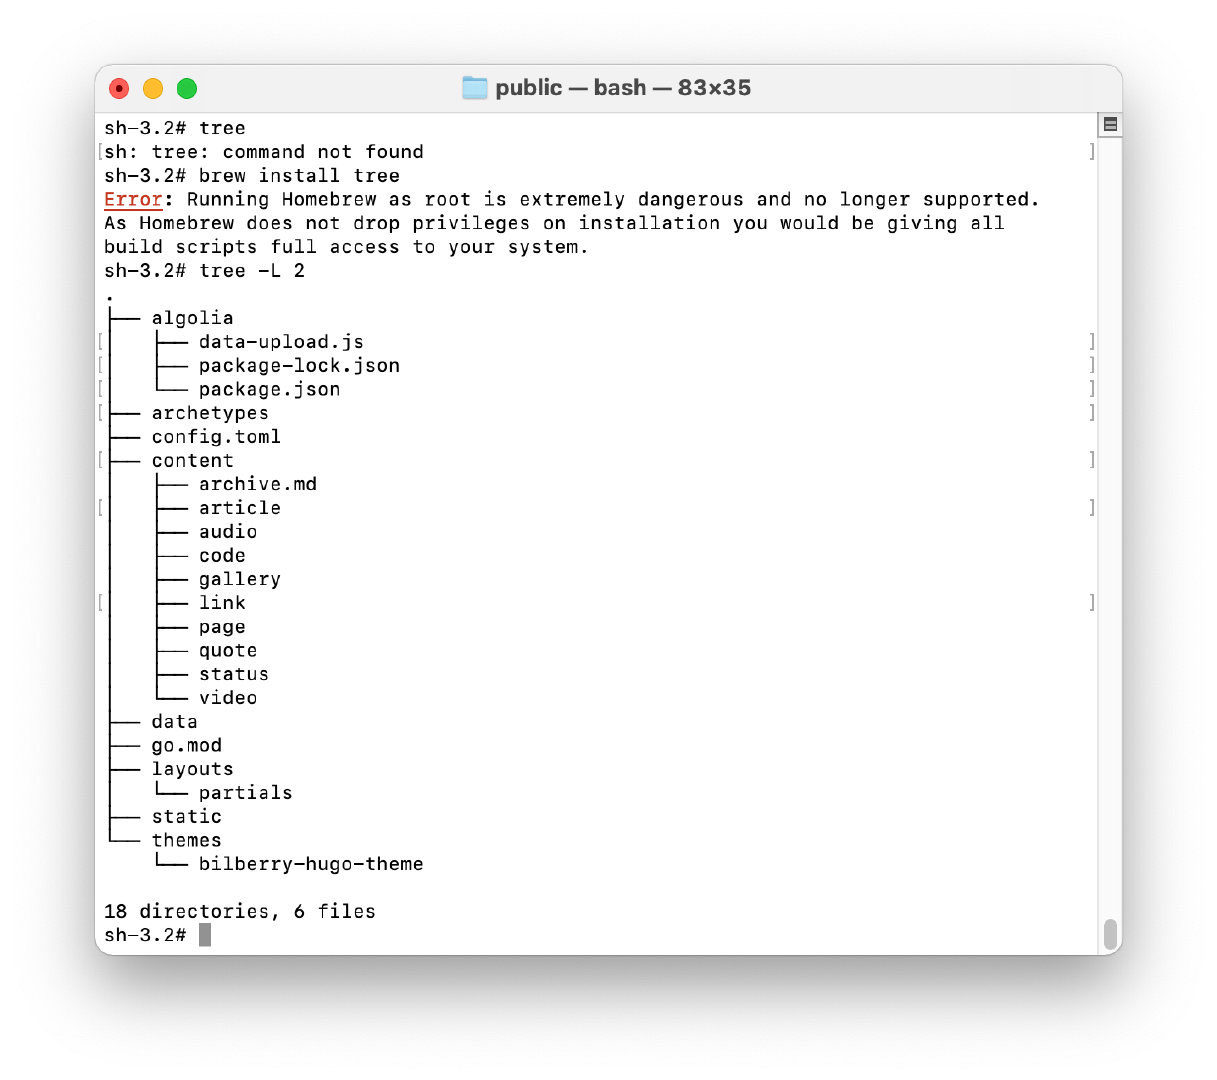 public — bash — 83×35
sh-3.2# tree
sh: tree: command not found
sh-3.2# brew install tree
Error: Running Homebrew as root is extremely dangerous and no longer supported.
As Homebrew does not drop privileges on installation you would be giving all
build scripts full access to your system.
sh-3.2# tree -L 2
.
├── algolia
│   ├── data-upload.js
│   ├── package-lock.json
│   └── package.json
├── archetypes
├── config.toml
├── content
│   ├── archive.md
│   ├── article
│   ├── audio
│   ├── code
│   ├── gallery
│   ├── link
│   ├── page
│   ├── quote
│   ├── status
│   └── video
├── data
├── go.mod
├── layouts
│   └── partials
├── static
└── themes
    └── bilberry-hugo-theme
18 directories, 6 files
sh-3.2#